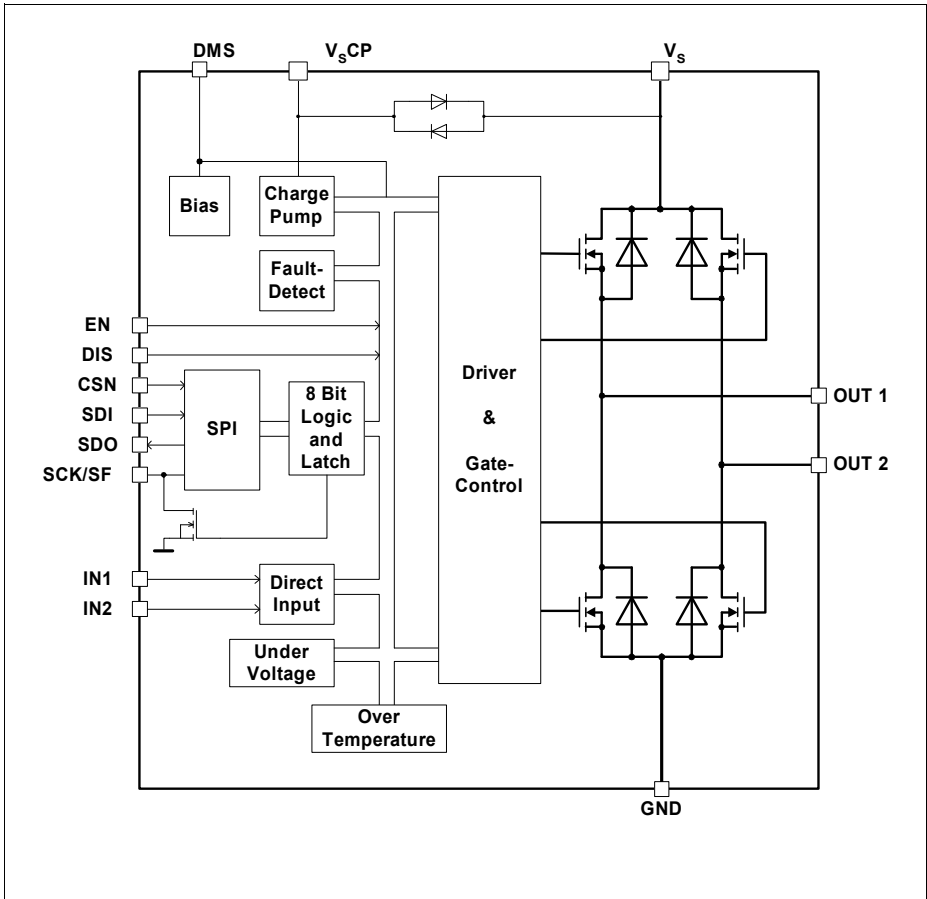 DMS
VSCP
VS
Bias
Charge
Pump
Fault-
Detect
EN
DIS
CSN
SDI
SDO
SCK/SF
SPI
8 Bit
Logic
and
Latch
Driver
&
Gate-
Control
OUT 1
OUT 2
IN1
IN2
Direct
Input
Under
Voltage
Over
Temperature
GND